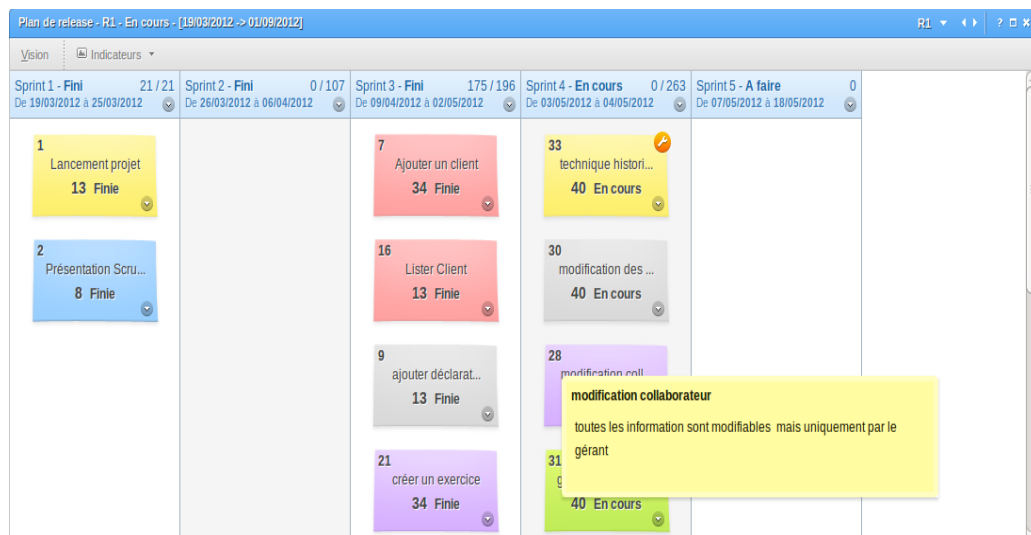 Plan de release - R1 - En cours - [19/03/2012 -> 01/09/2012]
R1
?
Vision
Indicateurs
Sprint 1 - Fini 21 / 21
De 19/03/2012 à 25/03/2012
Sprint 2 - Fini 0 / 107
De 26/03/2012 à 06/04/2012
Sprint 3 - Fini 175 / 196
De 09/04/2012 à 02/05/2012
Sprint 4 - En cours 0 / 263
De 03/05/2012 à 04/05/2012
Sprint 5 - A faire 0
De 07/05/2012 à 18/05/2012
1
Lancement projet
13 Finie
2
Présentation Scru...
8 Finie
7
Ajouter un client
34 Finie
16
Lister Client
13 Finie
9
ajouter déclarat...
13 Finie
21
créer un exercice
34 Finie
33
technique histori...
40 En cours
30
modification des ...
40 En cours
28
modification coll
modification collaborateur
toutes les information sont modifiables mais uniquement par le
gérant
31
40 En cours